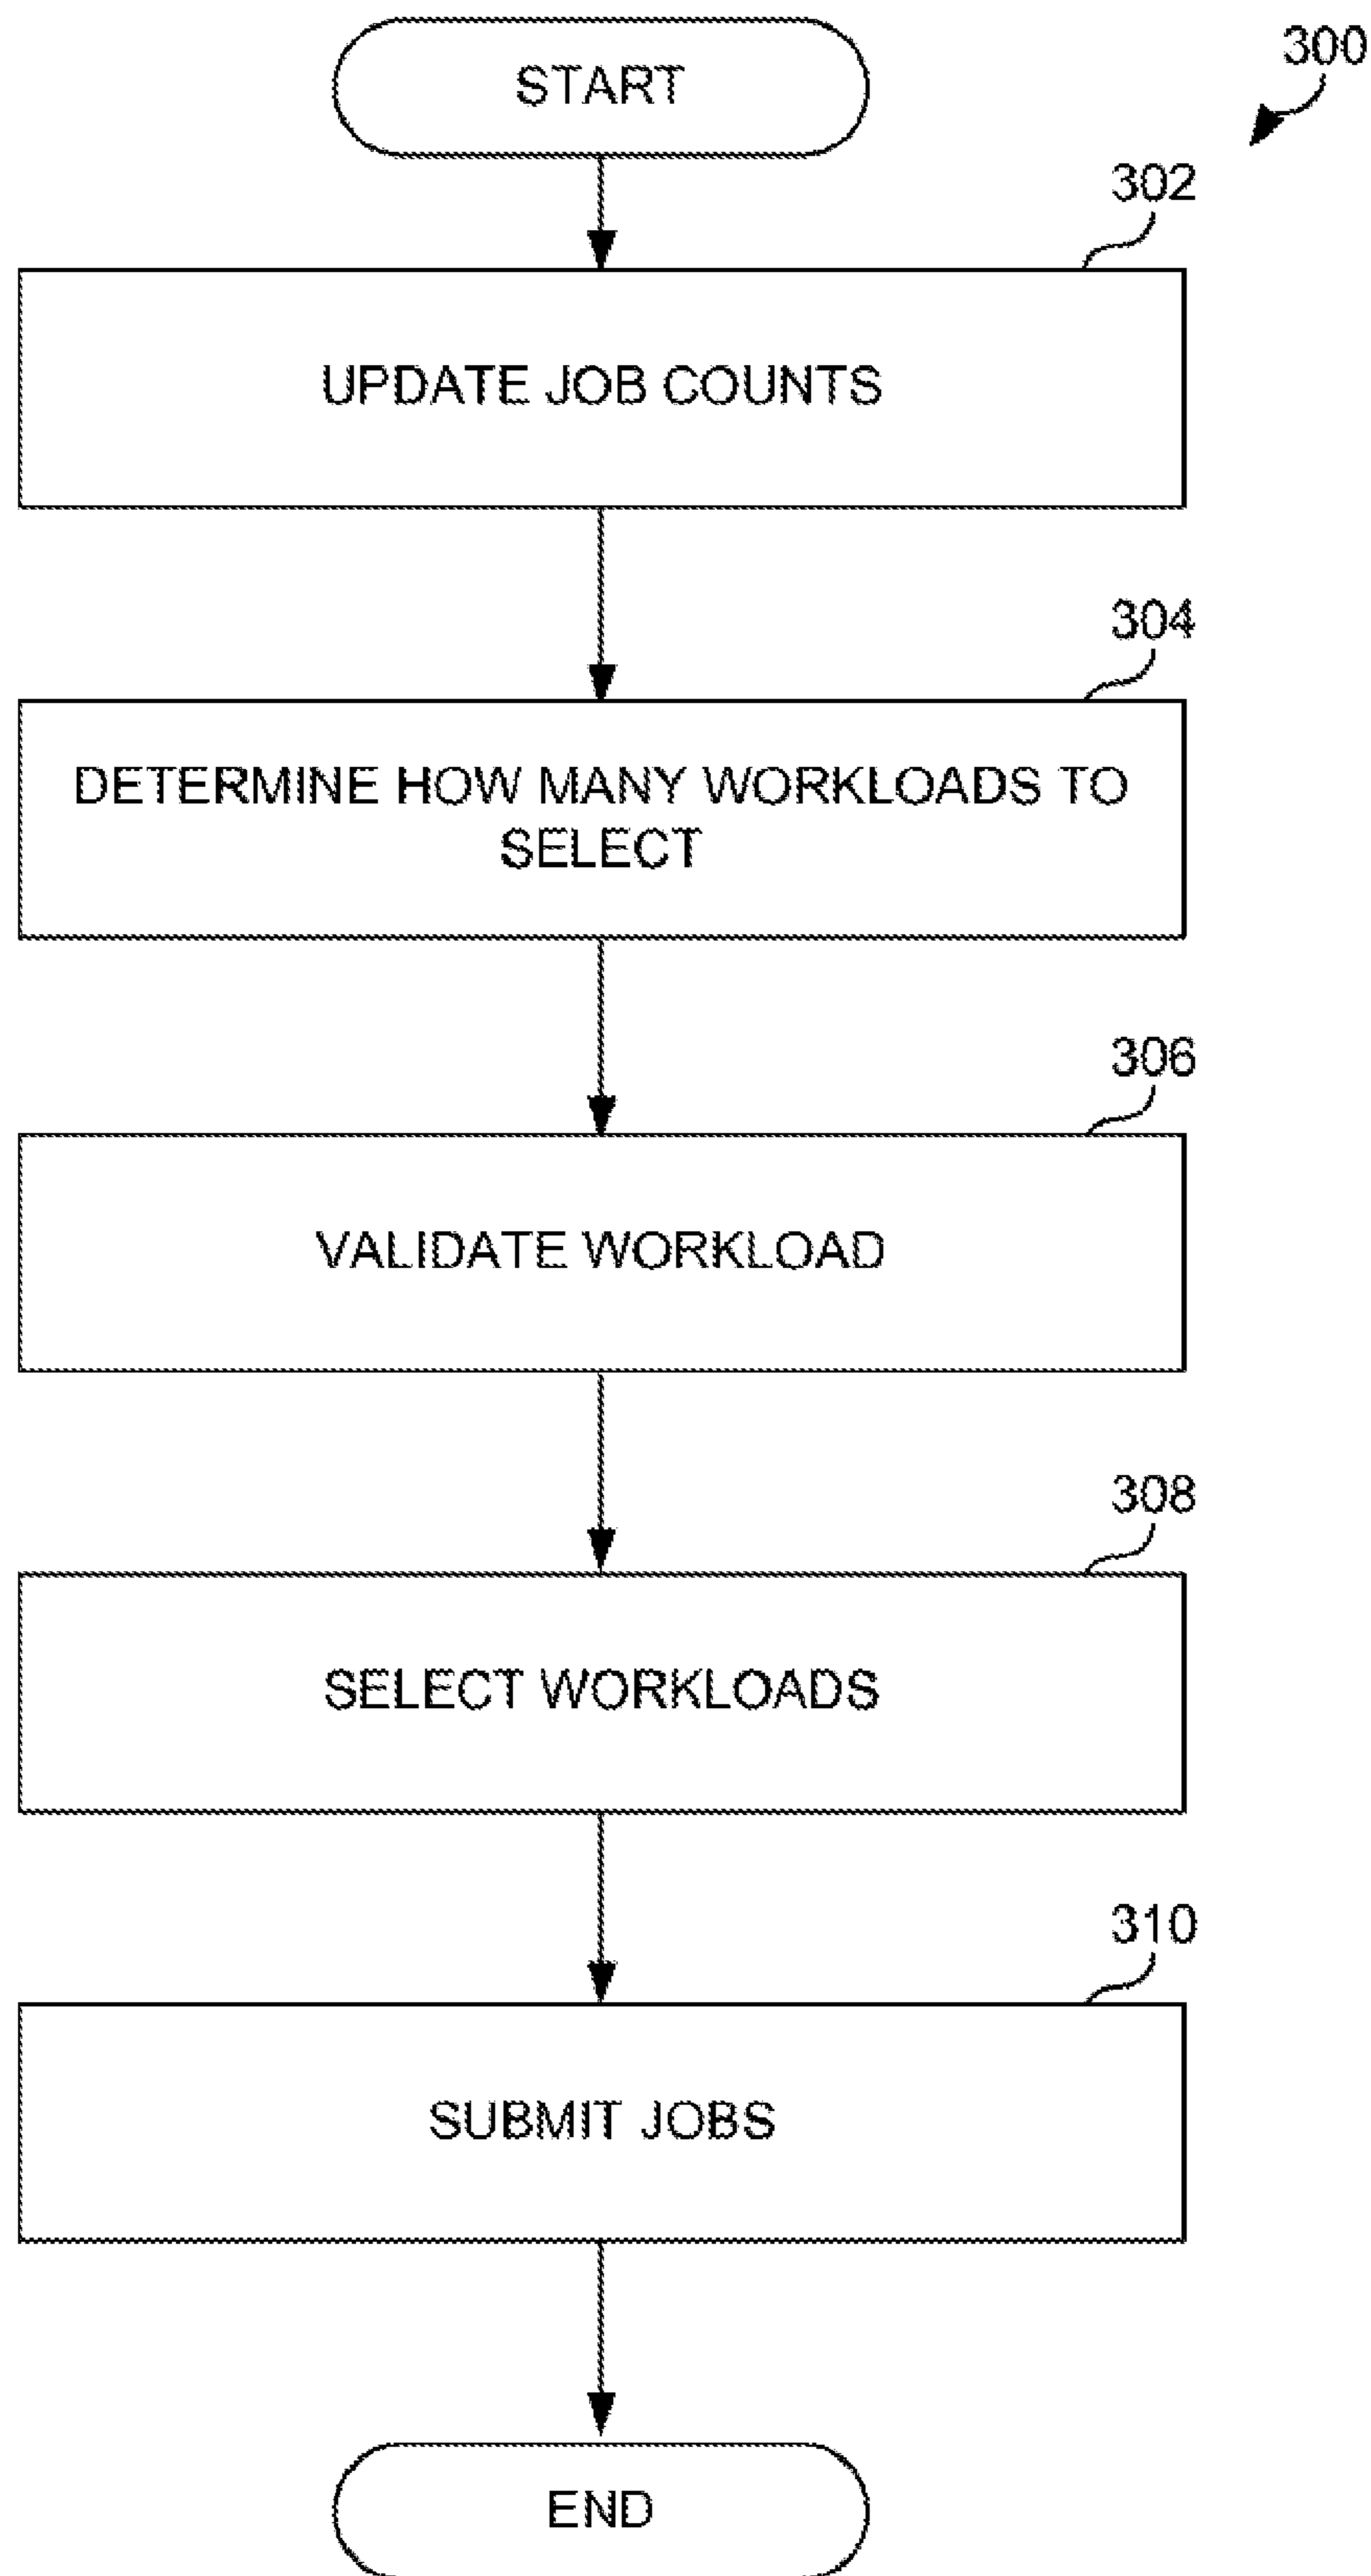 START
300
302
UPDATE JOB COUNTS
304
DETERMINE HOW MANY WORKLOADS TO
SELECT
306
VALIDATE WORKLOAD
308
SELECT WORKLOADS
310
SUBMIT JOBS
END